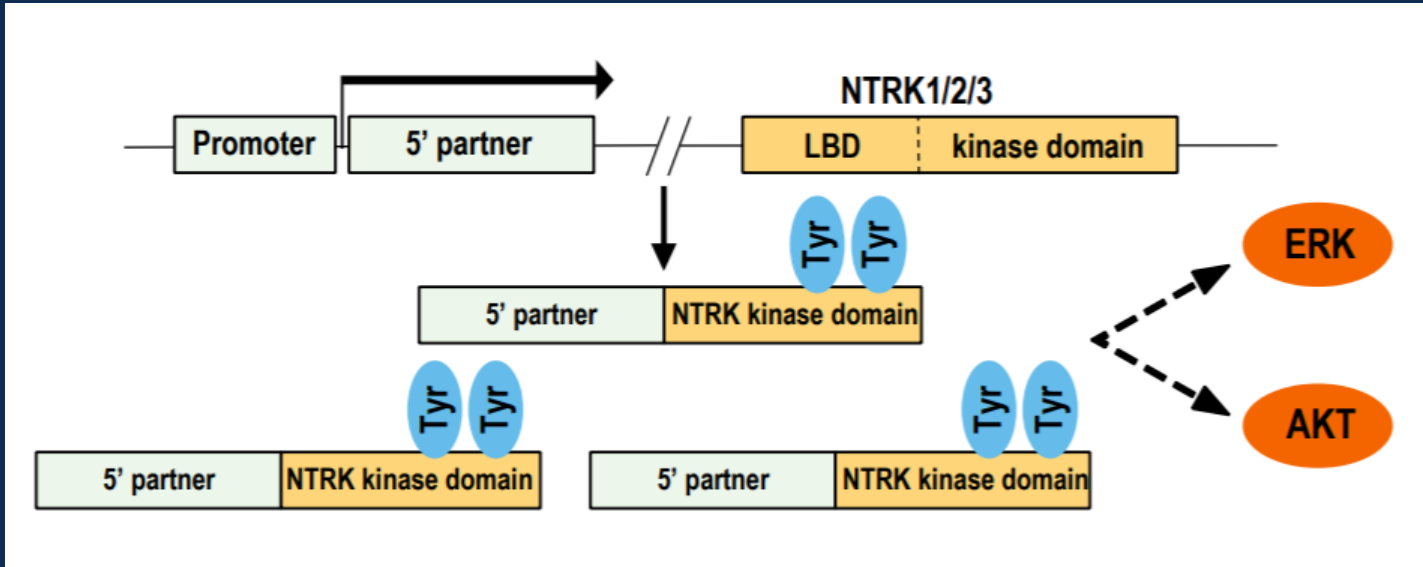 NTRK1/2/3
Promoter
5’ partner
LBD
kinase domain
Tyr
Tyr
ERK
5’ partner
NTRK kinase domain
Tyr
Tyr
Tyr
Tyr
AKT
5’ partner
NTRK kinase domain
5’ partner
NTRK kinase domain